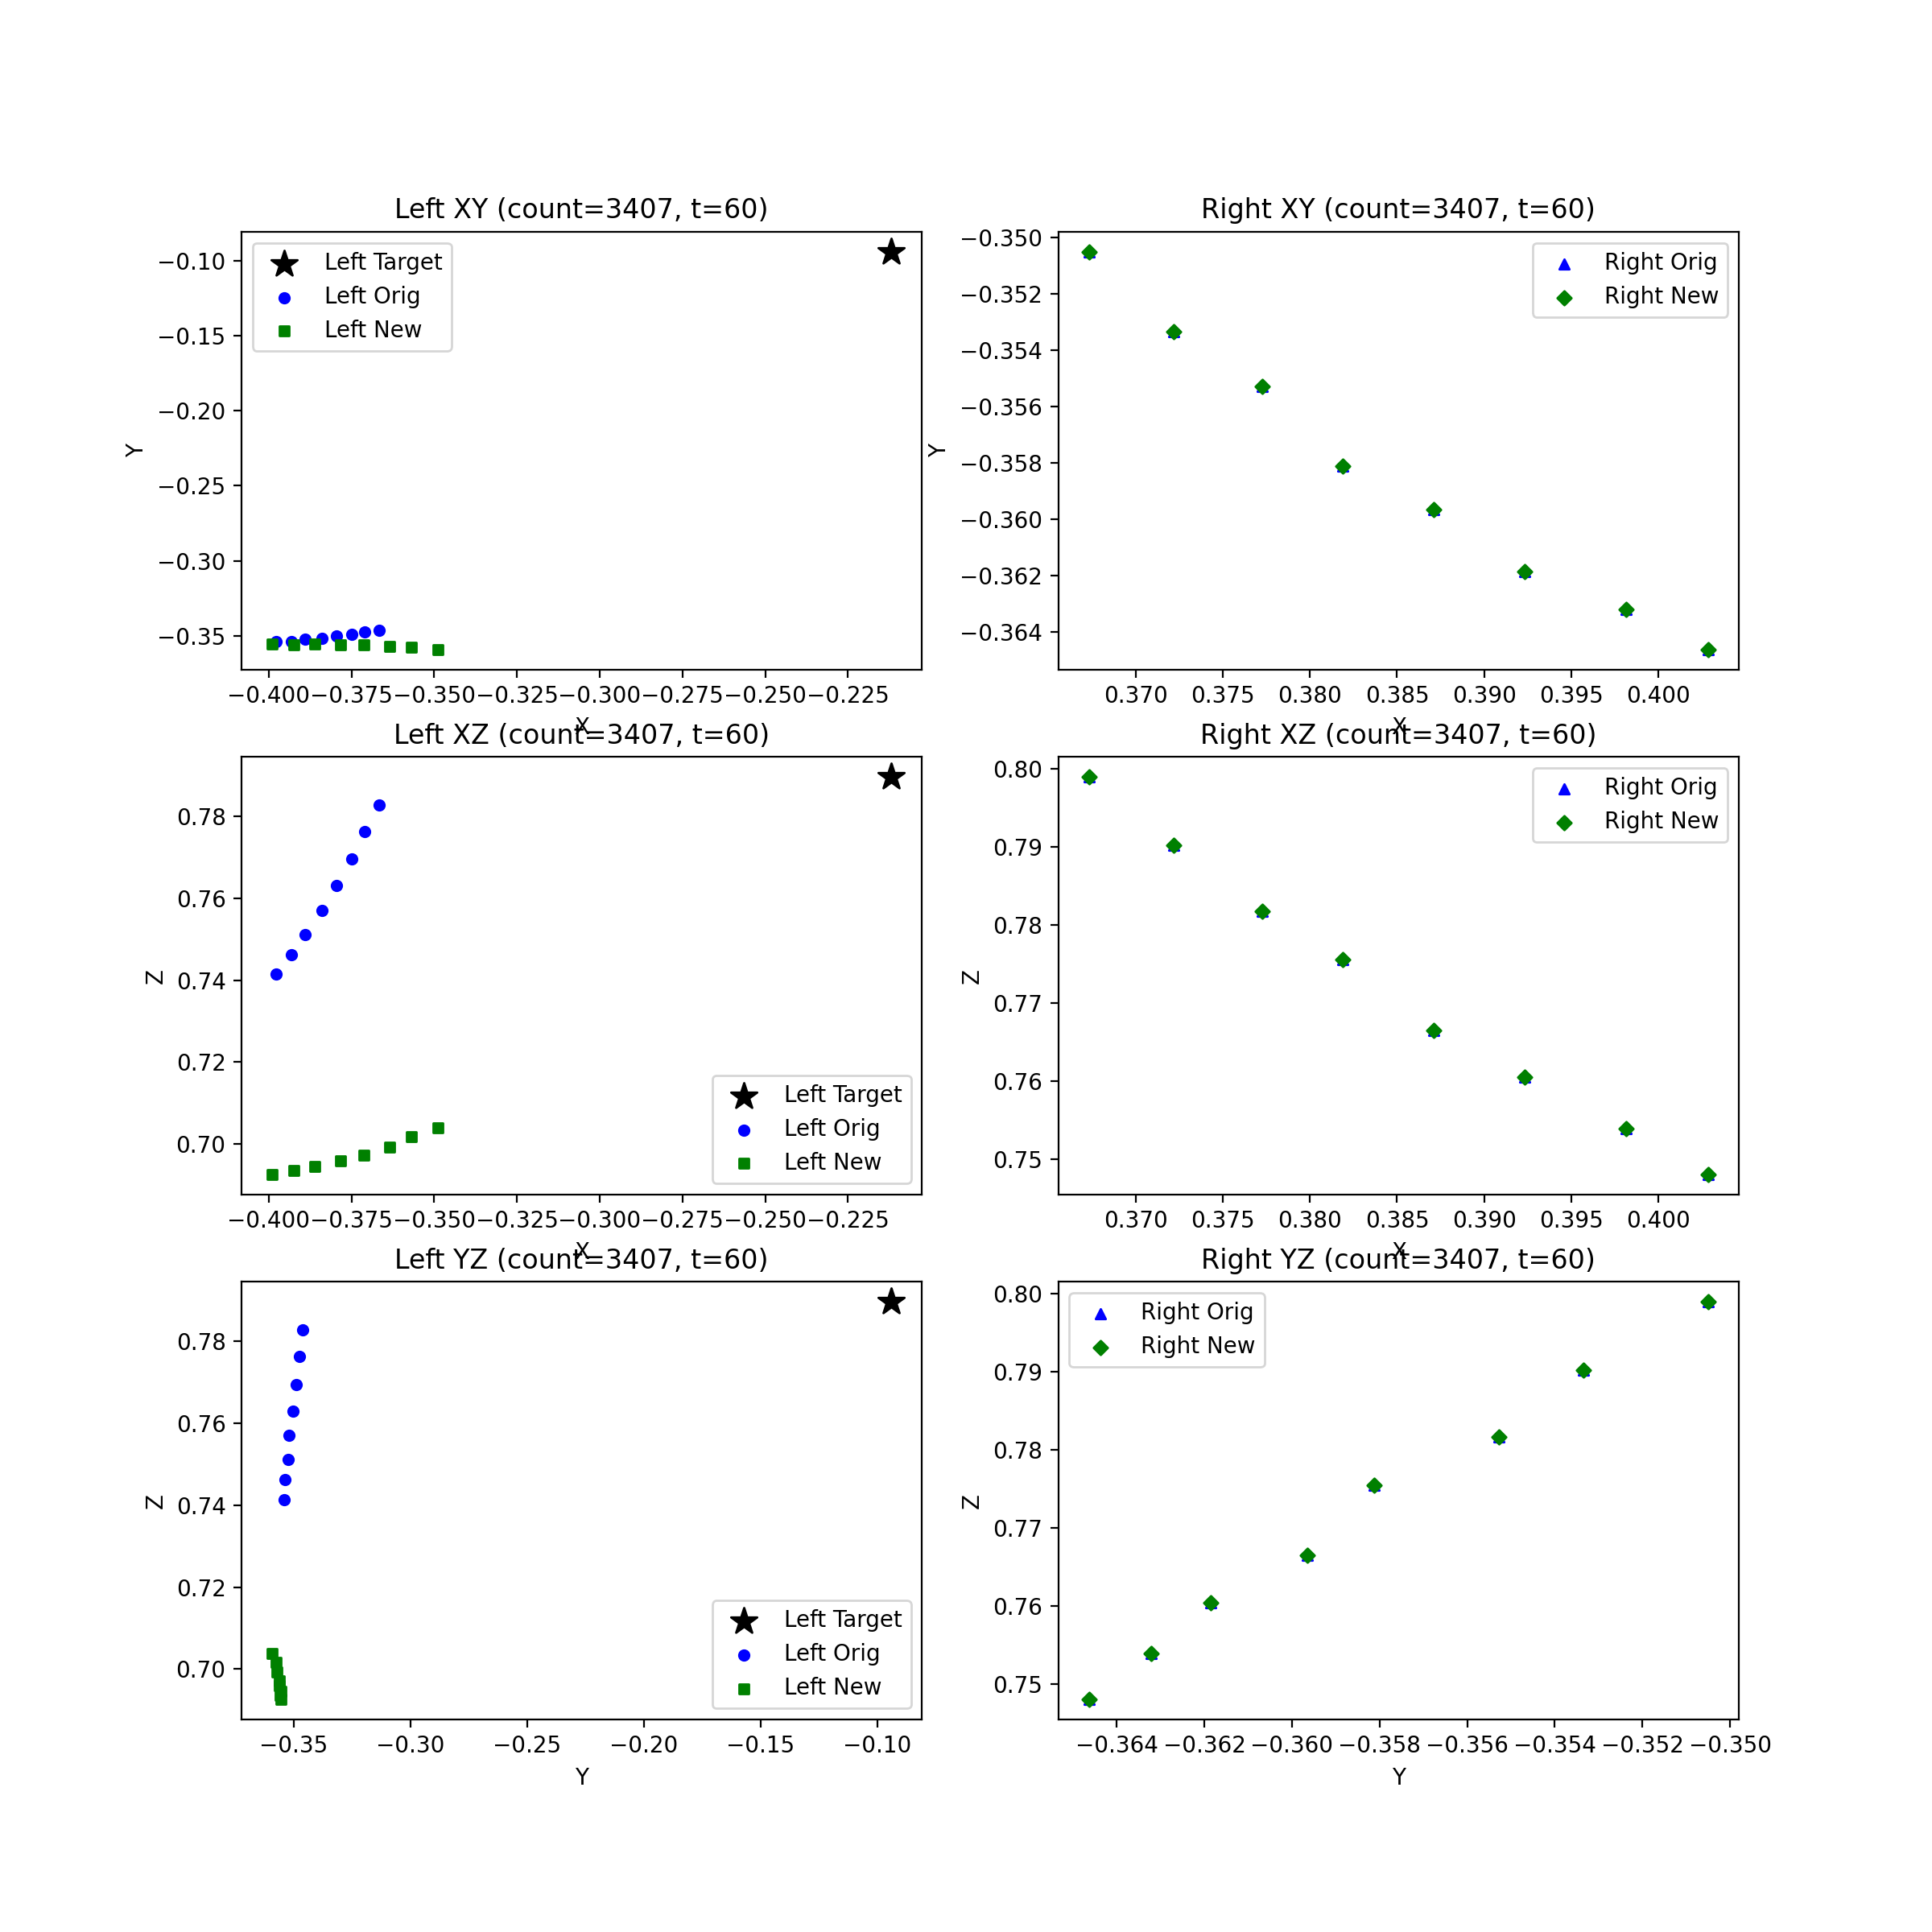 Left XY (count=3407, t=60)
Left Target
Left Orig
Left New
−0.10
−0.15
−0.20
−0.25
−0.30
−0.35
Y
−0.400 −0.375 −0.350 −0.325 −0.300 −0.275 −0.250 −0.225
X
Right XY (count=3407, t=60)
Right Orig
Right New
−0.350
−0.352
−0.354
−0.356
−0.358
−0.360
−0.362
−0.364
Y
0.370 0.375 0.380 0.385 0.390 0.395 0.400
X
Left XZ (count=3407, t=60)
0.78
0.76
0.74
0.72
0.70
Z
Left Target
Left Orig
Left New
−0.400 −0.375 −0.350 −0.325 −0.300 −0.275 −0.250 −0.225
X
Right XZ (count=3407, t=60)
Right Orig
Right New
0.80
0.79
0.78
0.77
0.76
0.75
Z
0.370 0.375 0.380 0.385 0.390 0.395 0.400
X
Left YZ (count=3407, t=60)
0.78
0.76
0.74
0.72
0.70
Z
Left Target
Left Orig
Left New
−0.35 −0.30 −0.25 −0.20 −0.15 −0.10
Y
Right YZ (count=3407, t=60)
Right Orig
Right New
0.80
0.79
0.78
0.77
0.76
0.75
Z
−0.364 −0.362 −0.360 −0.358 −0.356 −0.354 −0.352 −0.350
Y